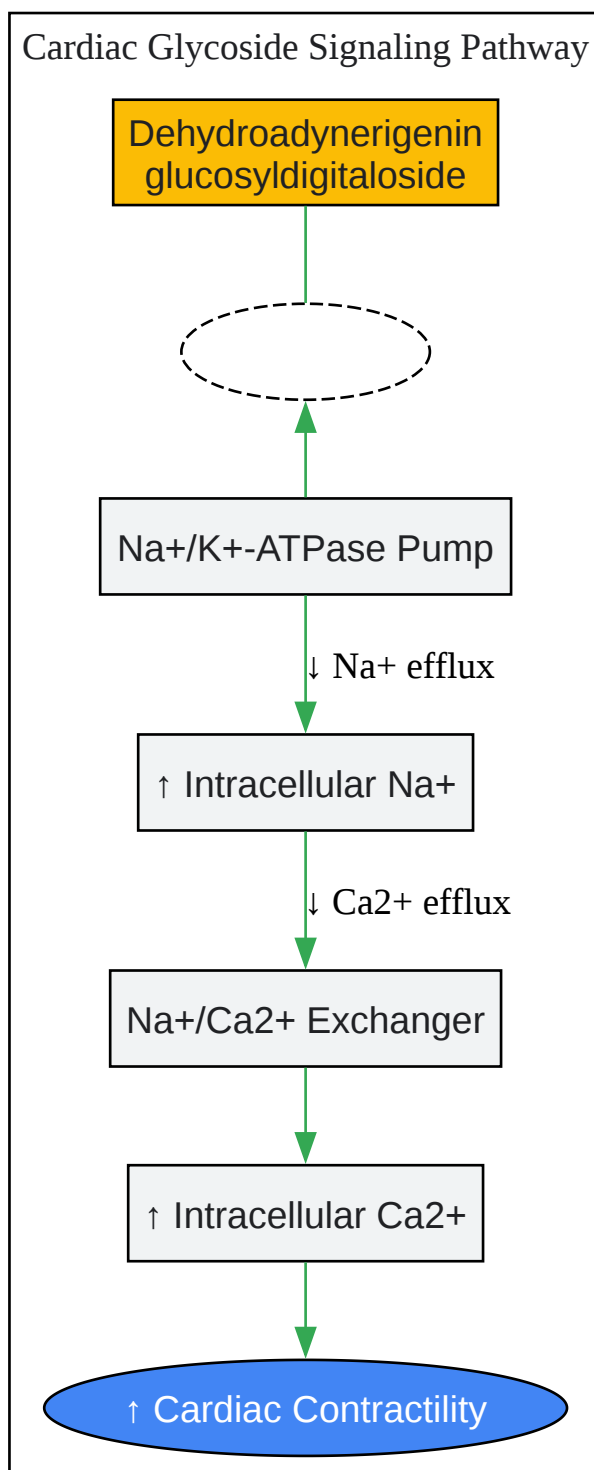 Cardiac Glycoside Signaling Pathway
Dehydroadynerigenin
glucosyldigitaloside
Na+/K+-ATPase Pump
↓ Na+ efflux
↑ Intracellular Na+
↓ Ca2+ efflux
Na+/Ca2+ Exchanger
↑ Intracellular Ca2+
↑ Cardiac Contractility